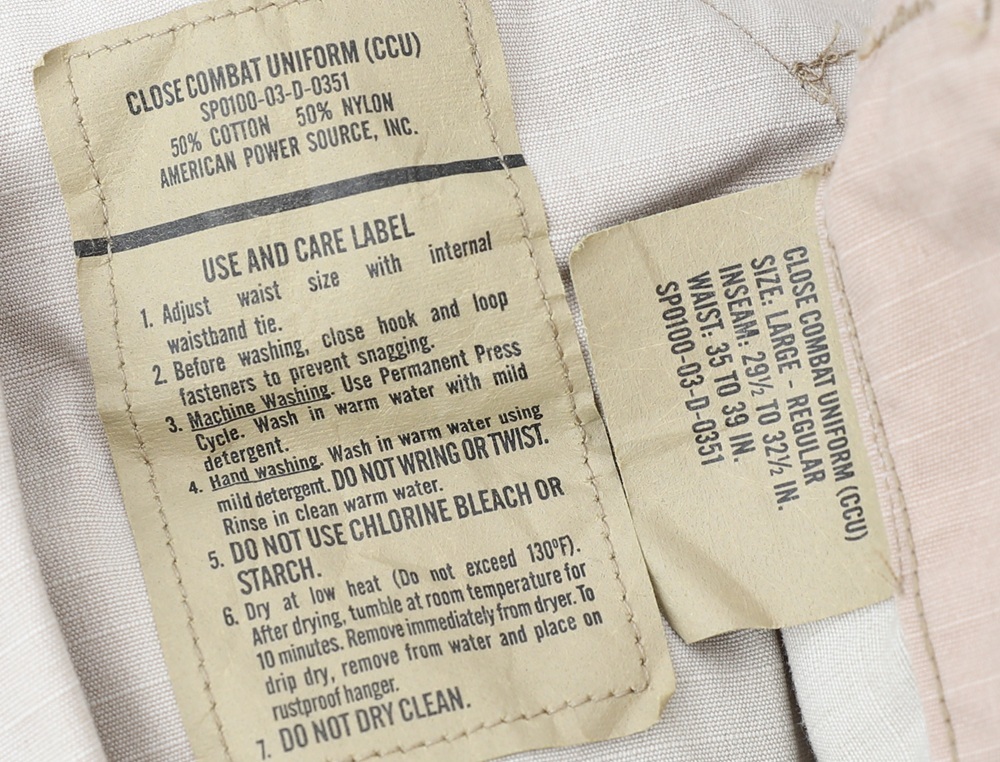 CLOSE COMBAT UNIFORM (CCU)
SP0100-03-D-0351
50% COTTON 50% NYLON
AMERICAN POWER SOURCE, INC.
USE AND CARE LABEL
1. Adjust waist size with internal
waistband tie.
2. Before washing, close hook and loop
fasteners to prevent snagging.
3. Machine Washing. Use Permanent Press
Cycle. Wash in warm water with mild
detergent.
4. Hand washing. Wash in warm water using
mild detergent. DO NOT WRING OR TWIST.
Rinse in clean warm water.
5. DO NOT USE CHLORINE BLEACH OR
STARCH.
6. Dry at low heat (Do not exceed 130ºF).
After drying, tumble at room temperature for
10 minutes. Remove immediately from dryer. To
drip dry, remove from water and place on
rustproof hanger.
7. DO NOT DRY CLEAN.
CLOSE COMBAT UNIFORM (CCU)
SIZE: LARGE - REGULAR
INSEAM: 29½ TO 32½ IN.
WAIST: 35 TO 39 IN.
SP0100-03-D-0351